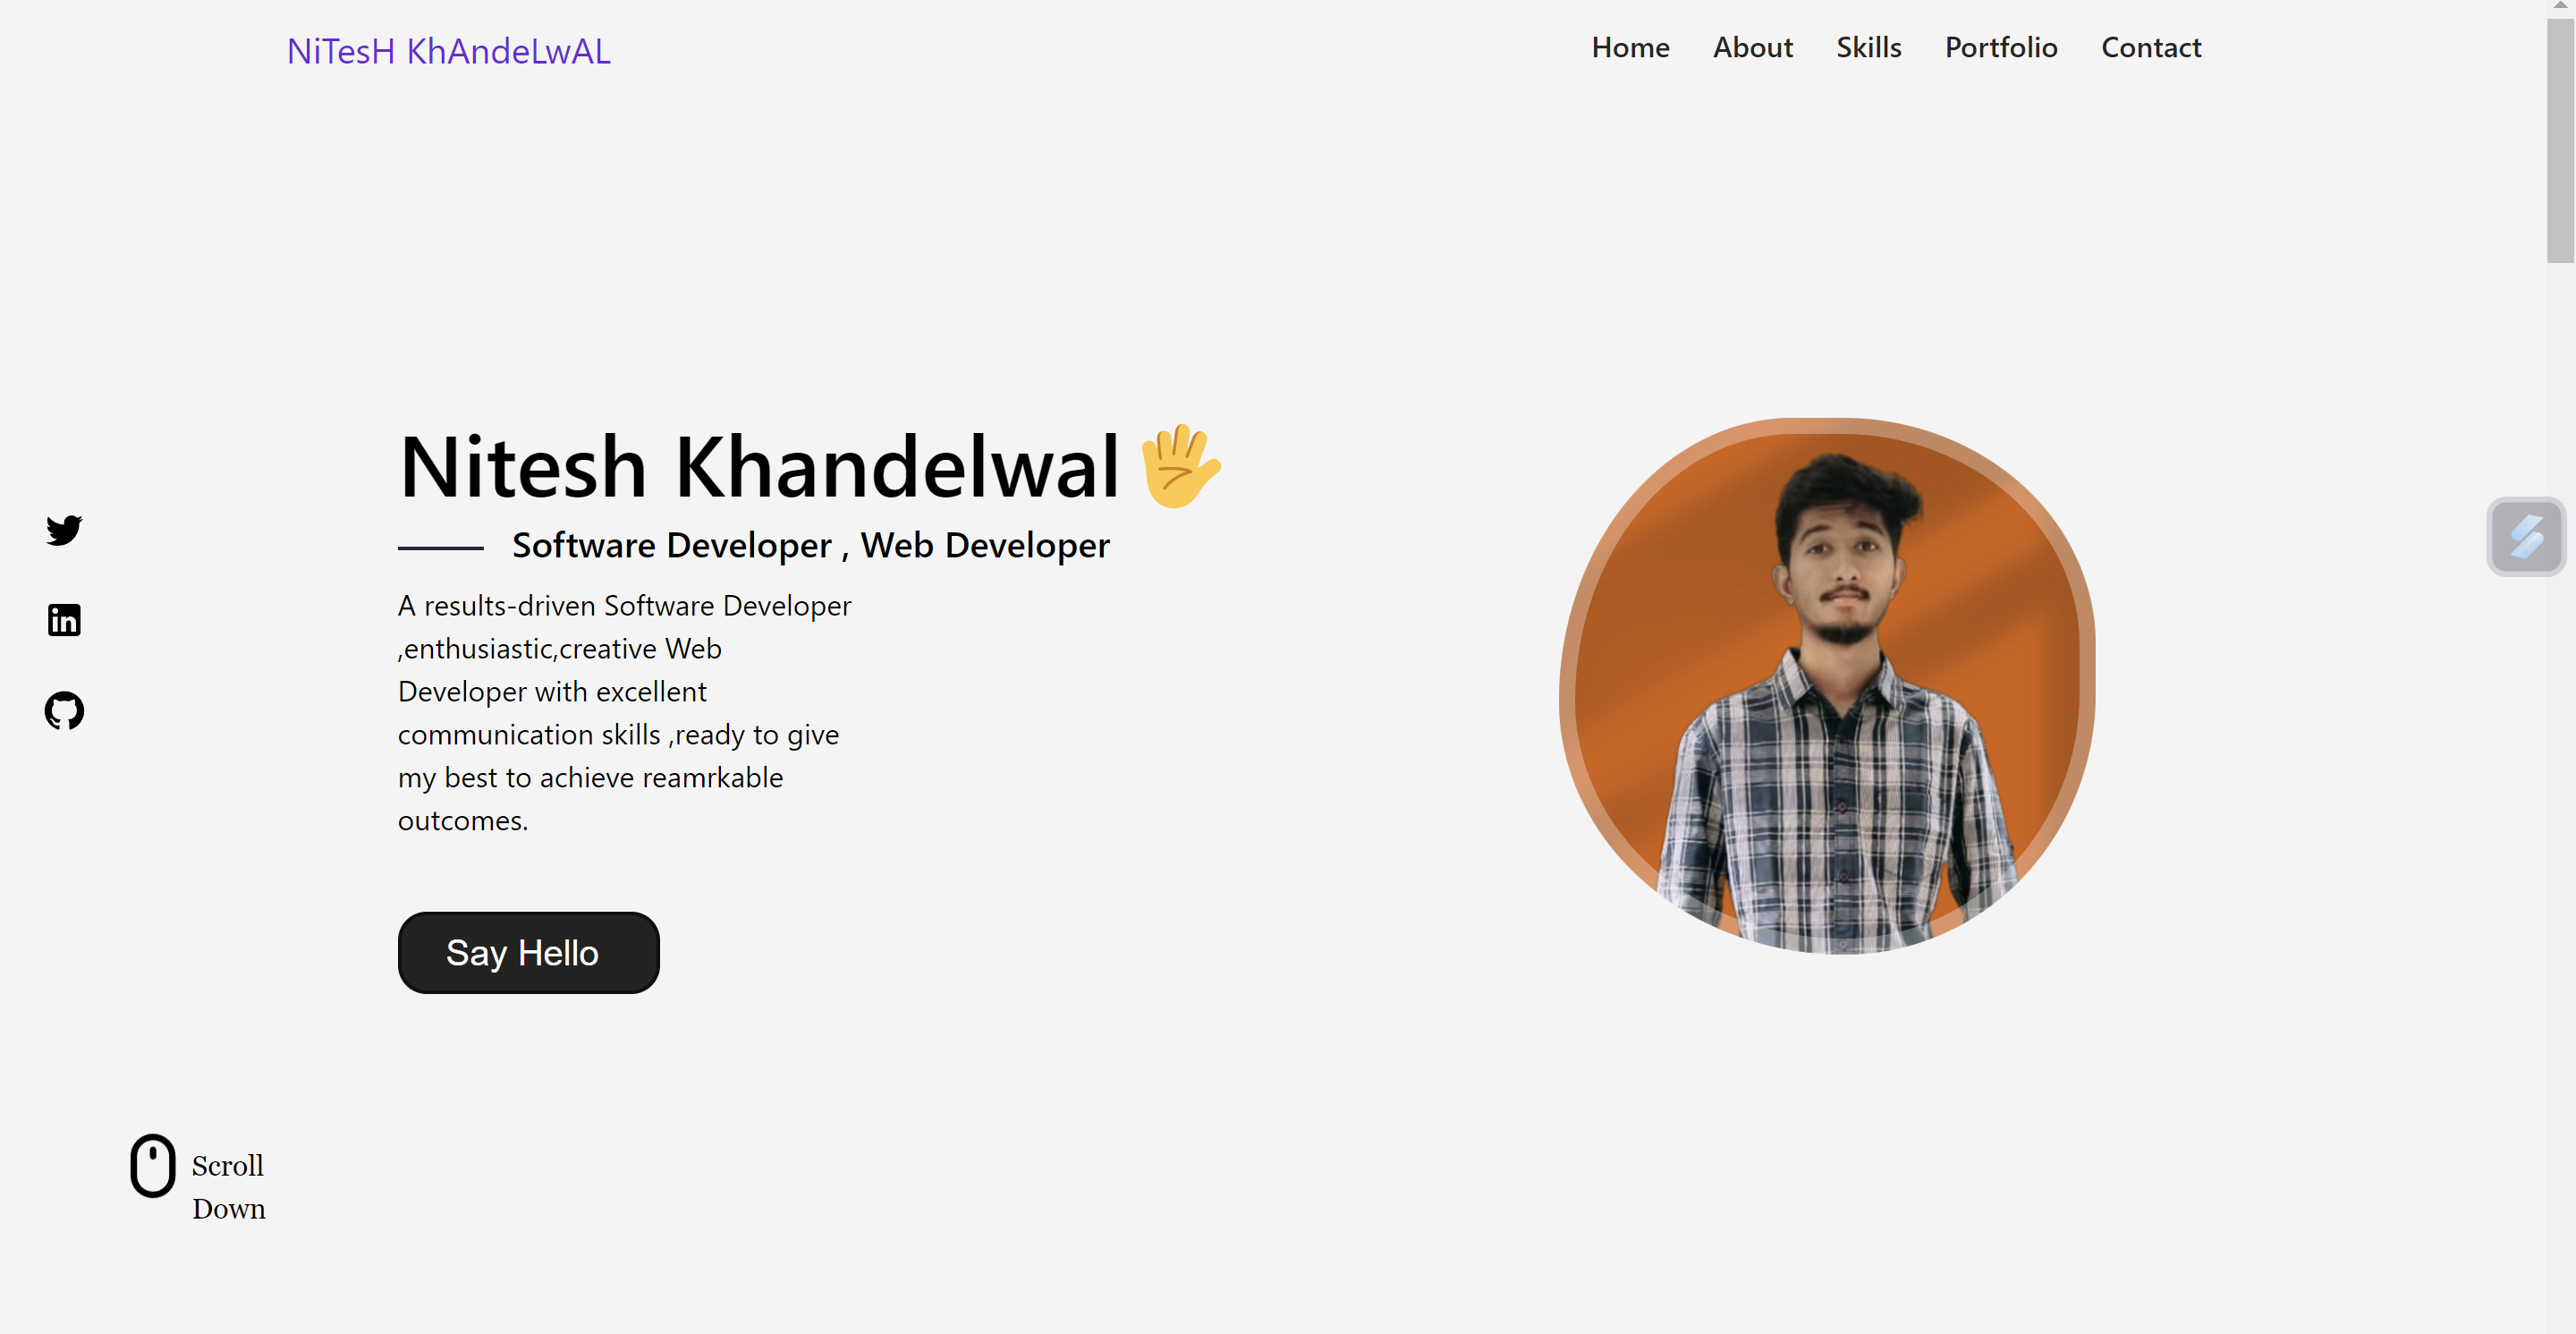 NiTesH KhAndeLwAL
Home About Skills Portfolio Contact
Nitesh Khandelwal
Software Developer , Web Developer
A results-driven Software Developer
,enthusiastic,creative Web
Developer with excellent
communication skills ,ready to give
my best to achieve reamrkable
outcomes.
Say Hello
Scroll
Down